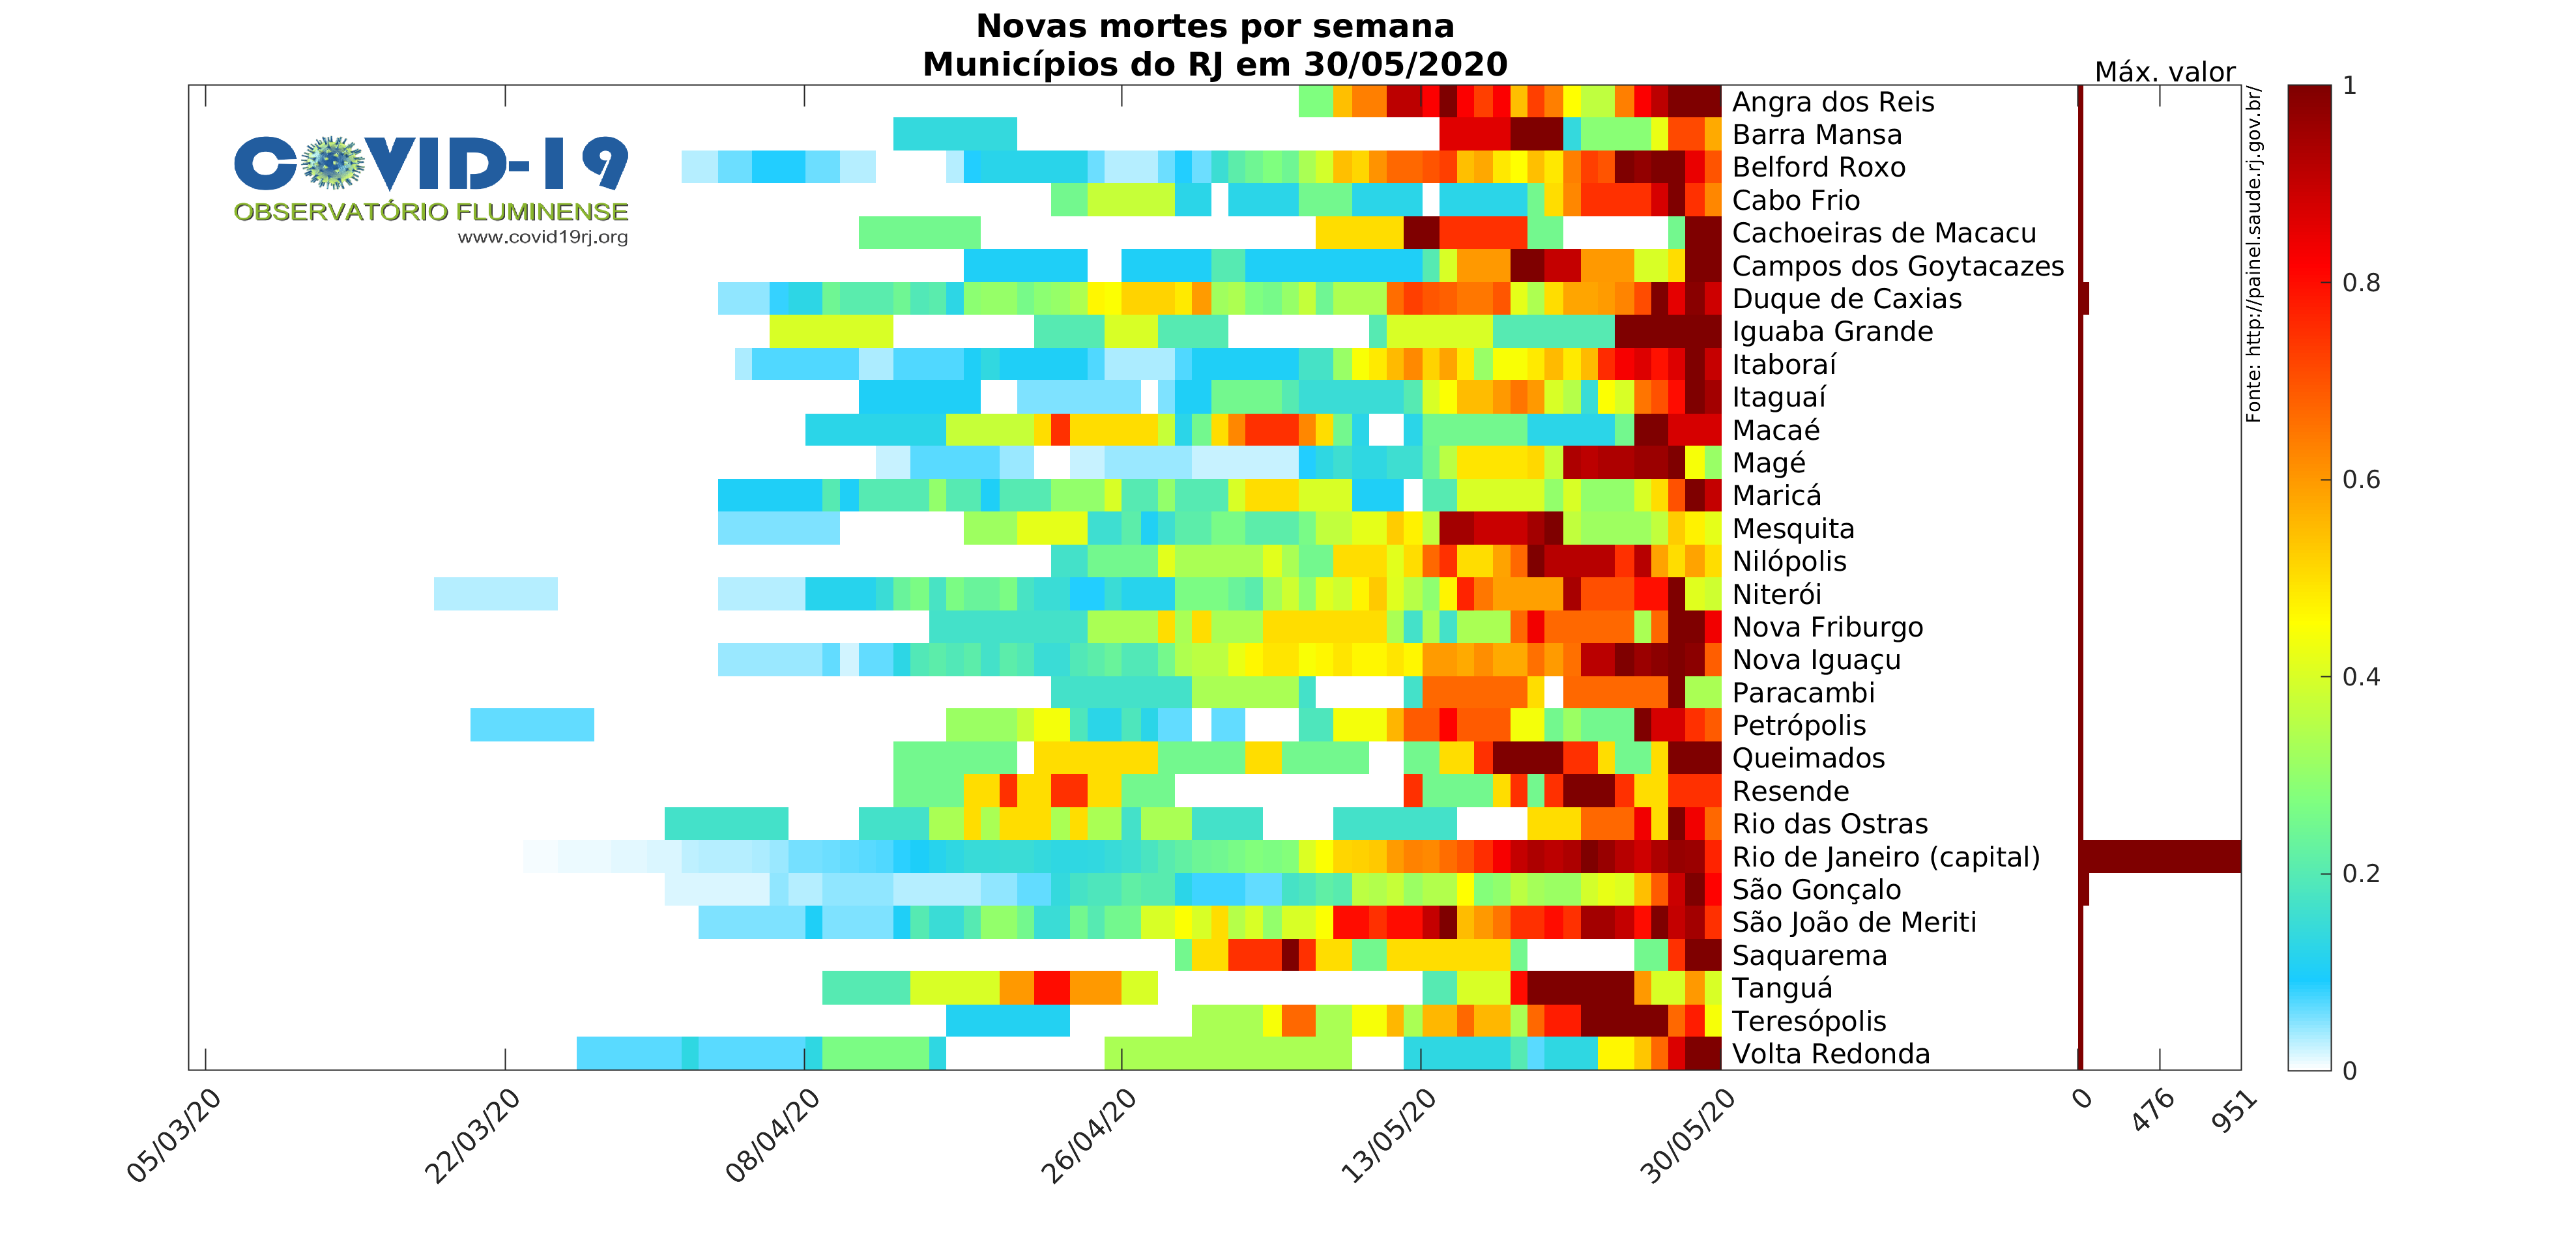 Novas mortes por semana
Municípios do RJ em 30/05/2020
COVID-19
OBSERVATÓRIO FLUMINENSE
www.covid19rj.org
Máx. valor
Angra dos Reis
Barra Mansa
Belford Roxo
Cabo Frio
Cachoeiras de Macacu
Campos dos Goytacazes
Duque de Caxias
Iguaba Grande
Itaboraí
Itaguaí
Macaé
Magé
Maricá
Mesquita
Nilópolis
Niterói
Nova Friburgo
Nova Iguaçu
Paracambi
Petrópolis
Queimados
Resende
Rio das Ostras
Rio de Janeiro (capital)
São Gonçalo
São João de Meriti
Saquarema
Tanguá
Teresópolis
Volta Redonda
Fonte: http://painel.saude.rj.gov.br/
1
0.8
0.6
0.4
0.2
0
05/03/20
22/03/20
08/04/20
26/04/20
13/05/20
30/05/20
0
476
951